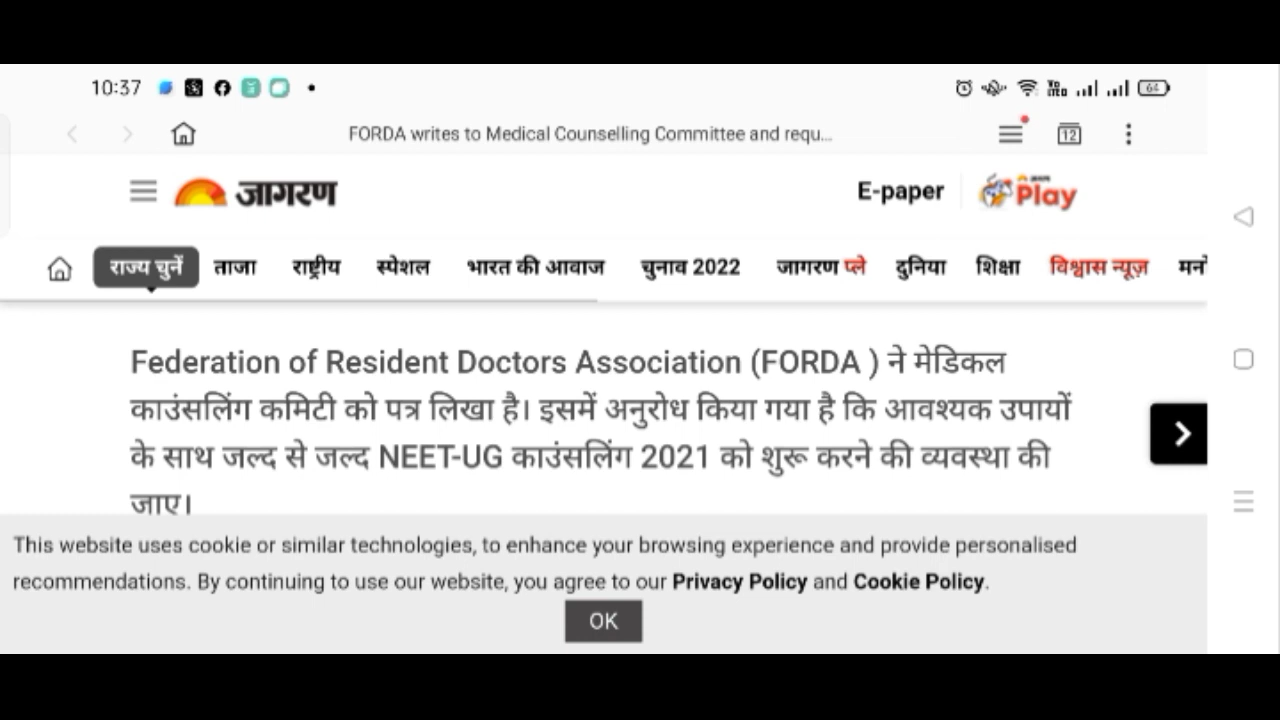 10:37
64
FORDA writes to Medical Counselling Committee and requ...
12
जागरण
E-paper
Play
राज्य चुनें ताजा राष्ट्रीय स्पेशल भारत की आवाज चुनाव 2022 जागरण प्ले दुनिया शिक्षा विश्वास न्यूज़
Federation of Resident Doctors Association (FORDA ) ने मेडिकल
काउंसलिंग कमिटी को पत्र लिखा है। इसमें अनुरोध किया गया है कि आवश्यक उपायों
के साथ जल्द से जल्द NEET-UG काउंसलिंग 2021 को शुरू करने की व्यवस्था की
जाए।
This website uses cookie or similar technologies, to enhance your browsing experience and provide personalised
recommendations. By continuing to use our website, you agree to our Privacy Policy and Cookie Policy.
OK